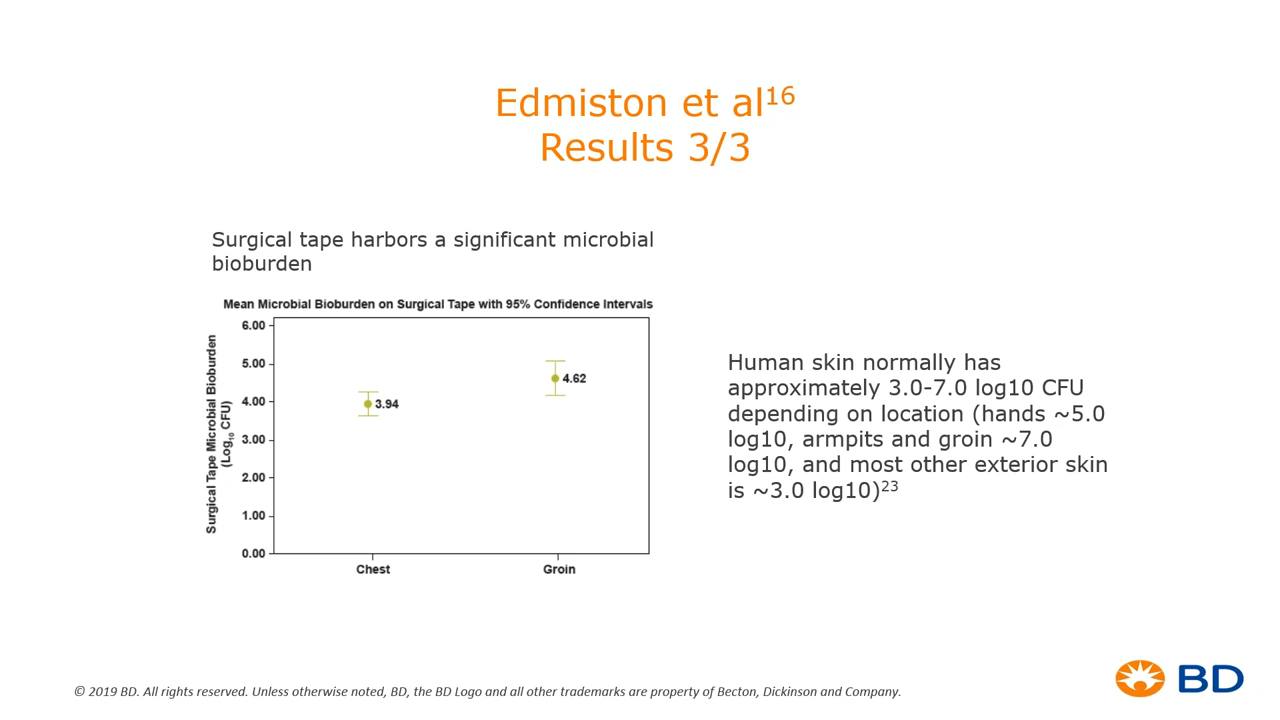 Edmiston et al16
Results 3/3
Surgical tape harbors a significant microbial
bioburden
Mean Microbial Bioburden on Surgical Tape with 95% Confidence Intervals
Surgical Tape Microbial Bioburden
(Log10 CFU)
6.00
5.00
4.00
3.00
2.00
1.00
0.00
3.94
4.62
Chest
Groin
Human skin normally has
approximately 3.0-7.0 log10 CFU
depending on location (hands ~5.0
log10, armpits and groin ~7.0
log10, and most other exterior skin
is ~3.0 log10)23
© 2019 BD. All rights reserved. Unless otherwise noted, BD, the BD Logo and all other trademarks are property of Becton, Dickinson and Company.
BD